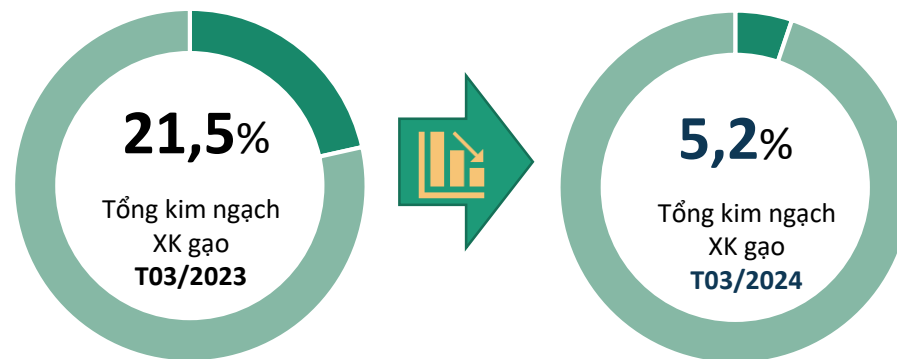 21,5%
Tổng kim ngạch
XK gạo
T03/2023
5,2%
Tổng kim ngạch
XK gạo
T03/2024